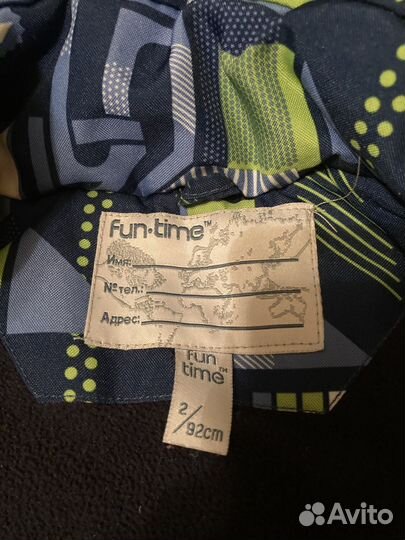 fun·time™
Имя:
№ тел.:
Адрес:
fun
time™
2/92cm
Avito